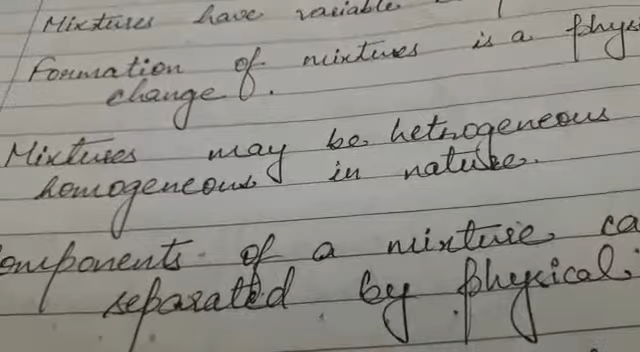 Mixtures have variable
Formation of mixtures is a phys
change.
Mixtures may be hetrogeneous
homogeneous in nature.
omponents of a mixture ca
separated by physical